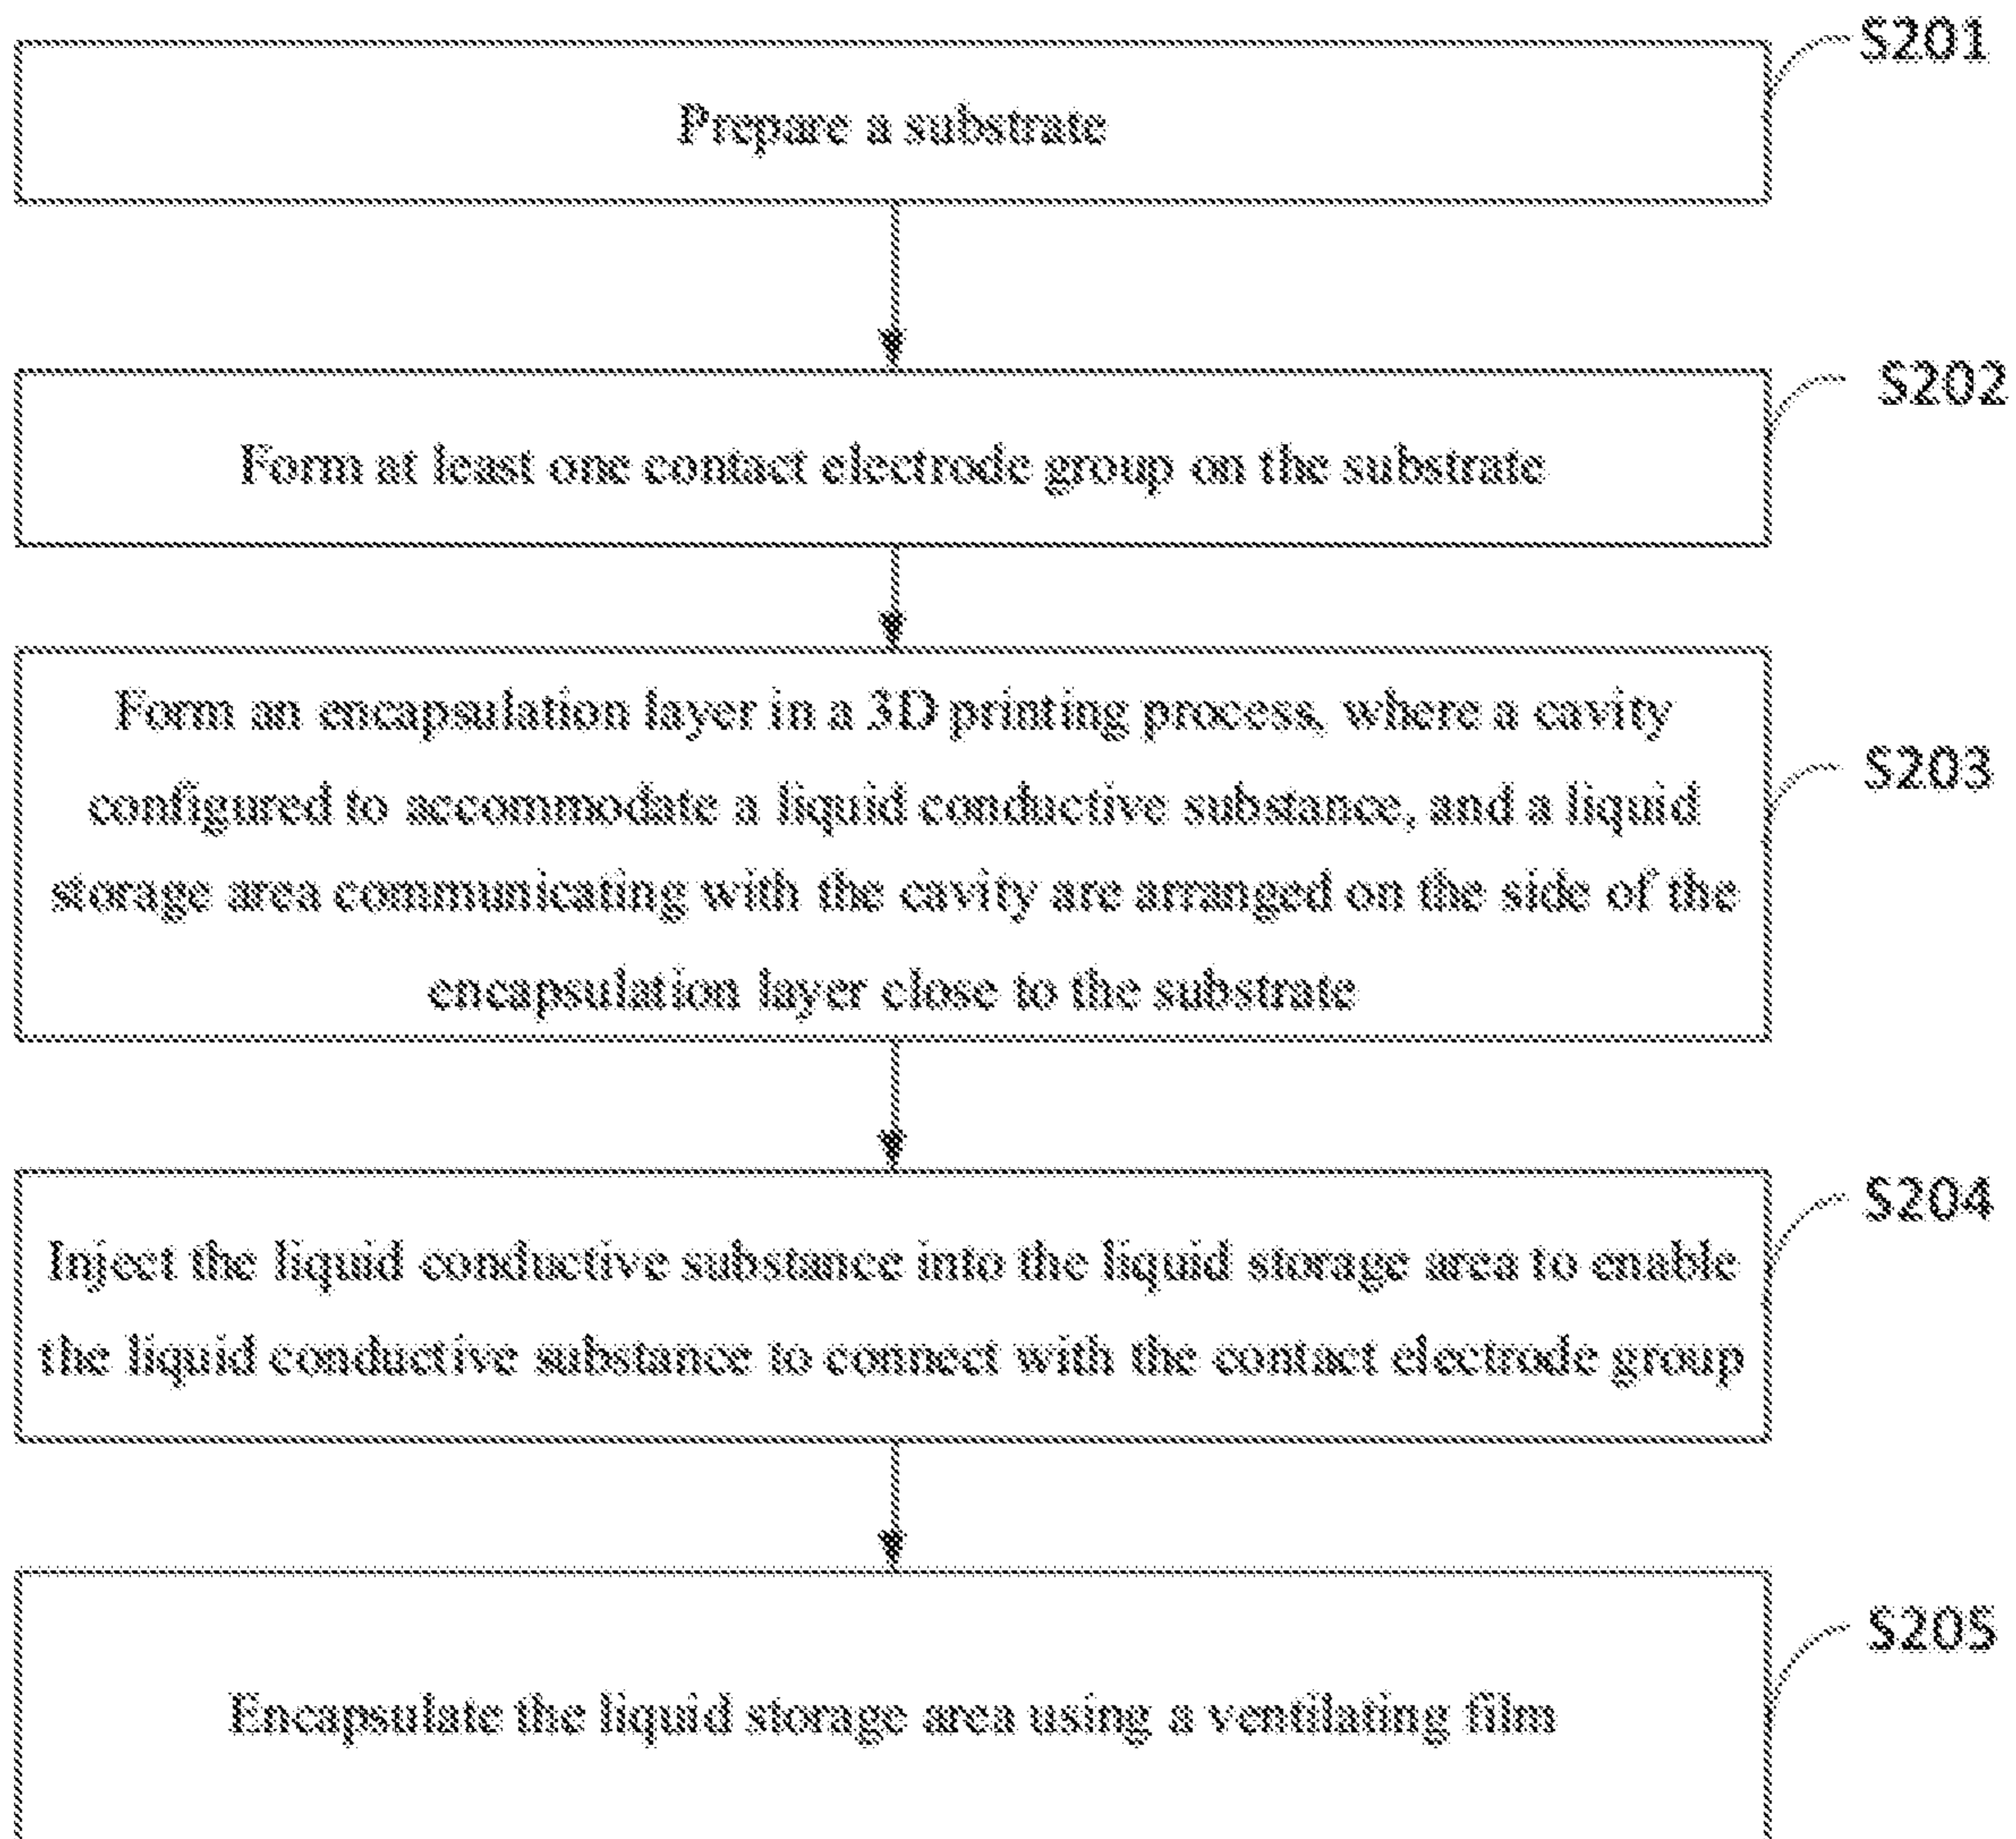 S201
Prepare a substrate
S202
Form at least one contact electrode group on the substrate
Form an encapsulation layer in a 3D printing process, where a cavity
configured to accommodate a liquid conductive substance, and a liquid
S203
storage area communicating with the cavity are arranged on the side of the
encapsulation layer close to the substrate
S204
Inject the liquid conductive substance into the liquid storage area to enable
the liquid conductive substance to connect with the contact electrode group
S205
Encapsulate the liquid storage area using a ventilating film